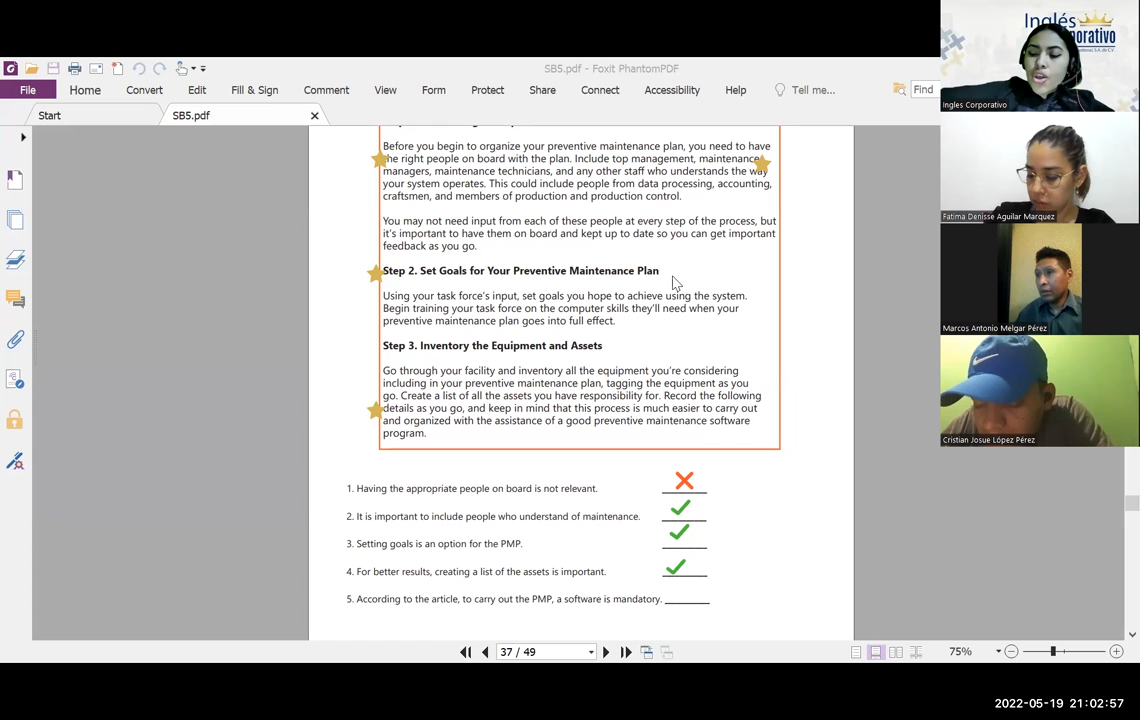 Inglés
Corporativo
SB5.pdf - Foxit PhantomPDF
File Home Convert Edit Fill & Sign Comment View Form Protect Share Connect Accessibility Help Tell me... Find
Start SB5.pdf
Ingles Corporativo
Before you begin to organize your preventive maintenance plan, you need to have
the right people on board with the plan. Include top management, maintenance
managers, maintenance technicians, and any other staff who understands the way
your system operates. This could include people from data processing, accounting,
craftsmen, and members of production and production control.
You may not need input from each of these people at every step of the process, but
it's important to have them on board and kept up to date so you can get important
feedback as you go.
Fatima Denisse Aguilar Marquez
Step 2. Set Goals for Your Preventive Maintenance Plan
Using your task force's input, set goals you hope to achieve using the system.
Begin training your task force on the computer skills they'll need when your
preventive maintenance plan goes into full effect.
Marcos Antonio Melgar Pérez
Step 3. Inventory the Equipment and Assets
Go through your facility and inventory all the equipment you're considering
including in your preventive maintenance plan, tagging the equipment as you
go. Create a list of all the assets you have responsibility for. Record the following
details as you go, and keep in mind that this process is much easier to carry out
and organized with the assistance of a good preventive maintenance software
program.
Cristian Josue López Pérez
1. Having the appropriate people on board is not relevant.
2. It is important to include people who understand of maintenance.
3. Setting goals is an option for the PMP.
4. For better results, creating a list of the assets is important.
5. According to the article, to carry out the PMP, a software is mandatory.
37 / 49
75%
2022-05-19 21:02:57